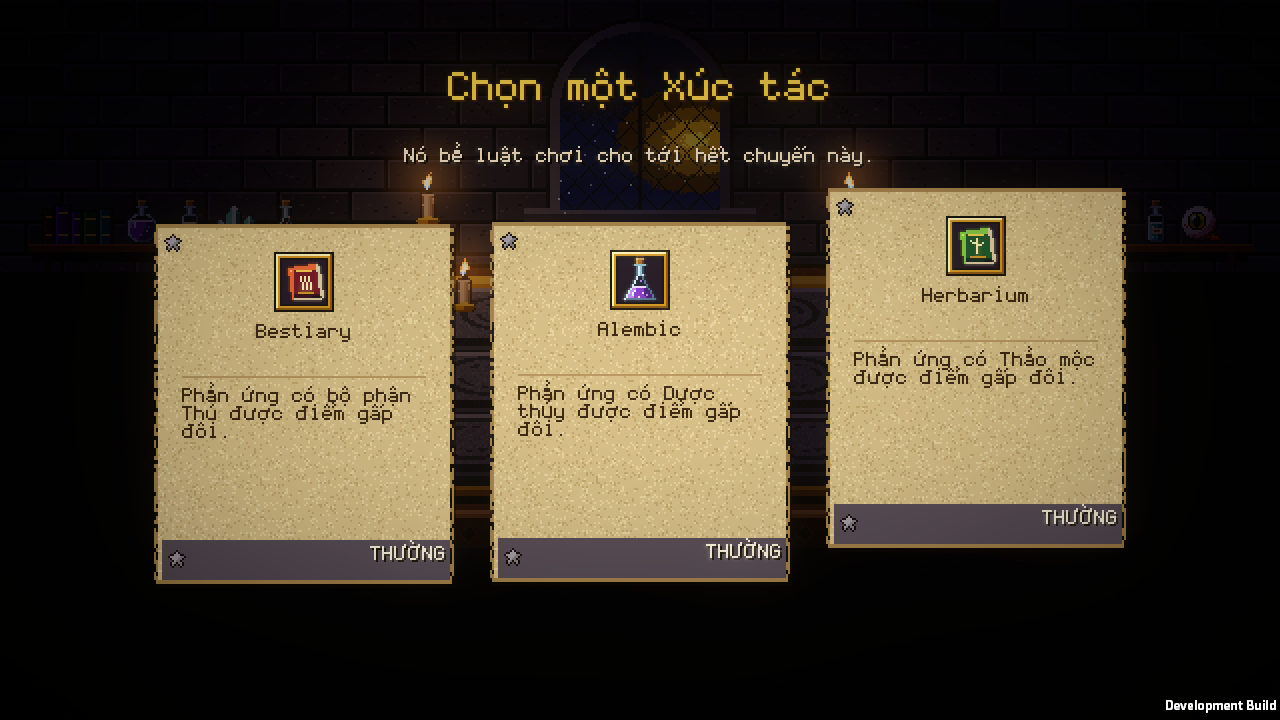 Chọn một Xúc tác
Nó bẻ luật chơi cho tới hết chuyến này.
Bestiary
Phản ứng có bộ phận
Thú được điểm gấp
đôi.
THƯỜNG
Alembic
Phản ứng có Dược
thủy được điểm gấp
đôi.
THƯỜNG
Herbarium
Phản ứng có Thảo mộc
được điểm gấp đôi.
THƯỜNG
Development Build